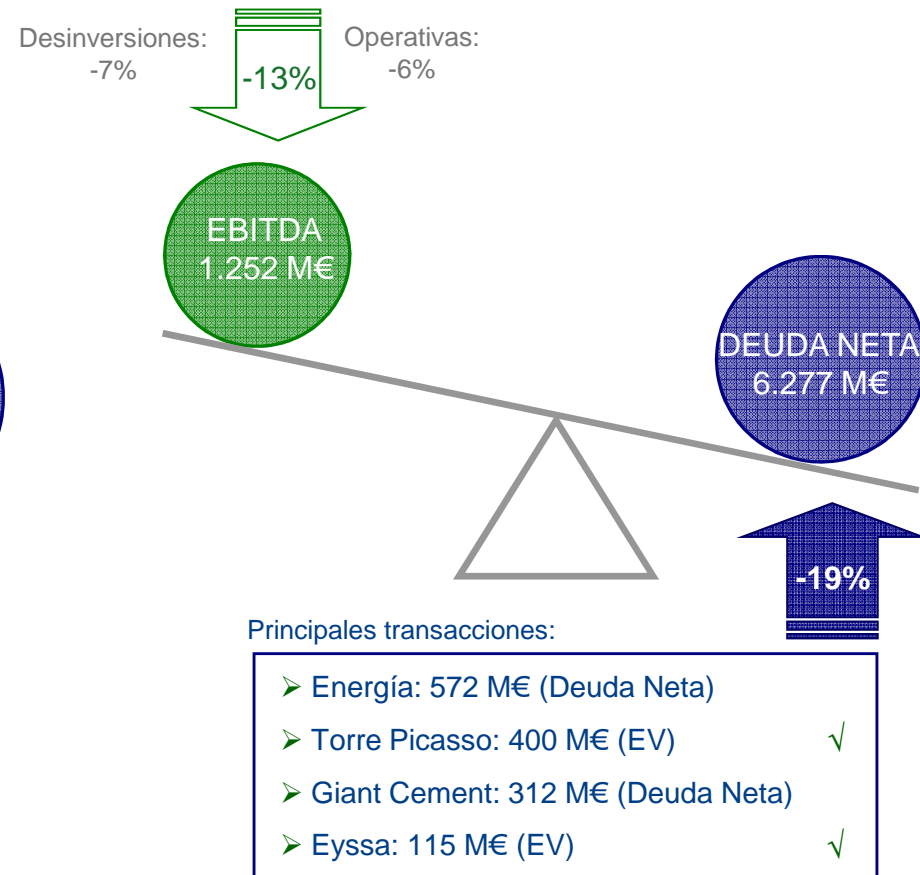 Desinversiones:
-7%
-13%
Operativas:
-6%
EBITDA
1.252 M€
DEUDA NETA
6.277 M€
-19%
Principales transacciones:
➢ Energía: 572 M€ (Deuda Neta)
➢ Torre Picasso: 400 M€ (EV) √
➢ Giant Cement: 312 M€ (Deuda Neta)
➢ Eyssa: 115 M€ (EV) √